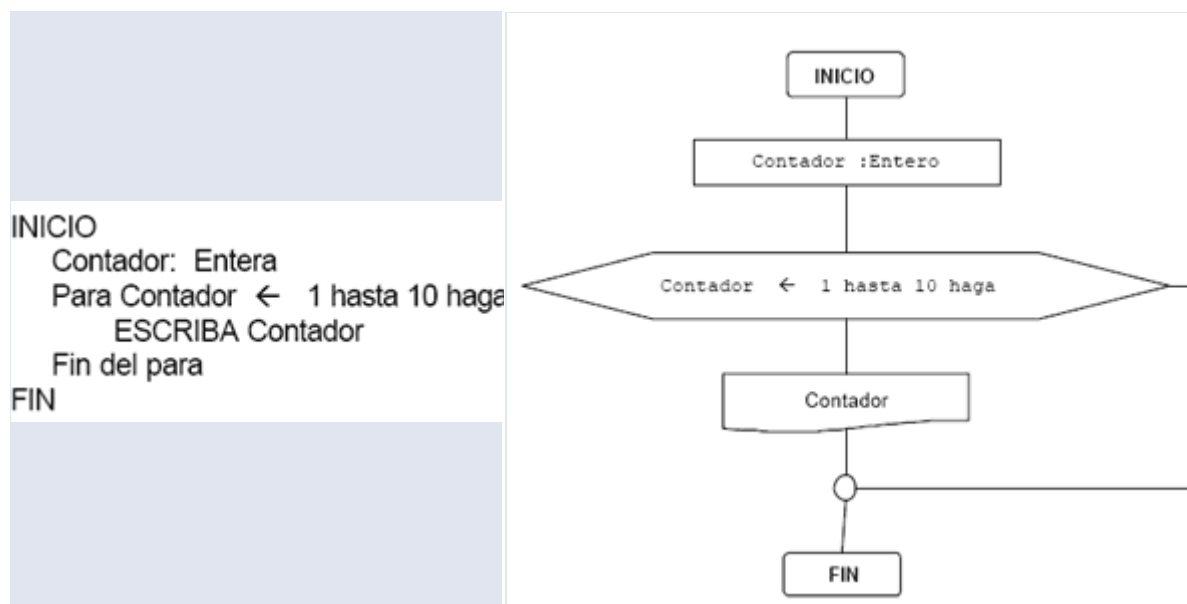 INICIO
Contador: Entera
Para Contador ← 1 hasta 10 haga
ESCRIBA Contador
Fin del para
FIN
INICIO
Contador :Entero
Contador ← 1 hasta 10 haga
Contador
FIN